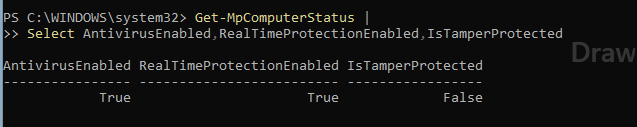 PS C:\WINDOWS\system32> Get-MpComputerStatus |
>> Select AntivirusEnabled,RealTimeProtectionEnabled,IsTamperProtected
Draw
AntivirusEnabled RealTimeProtectionEnabled IsTamperProtected
---------------- ------------------------- -----------------
True True False